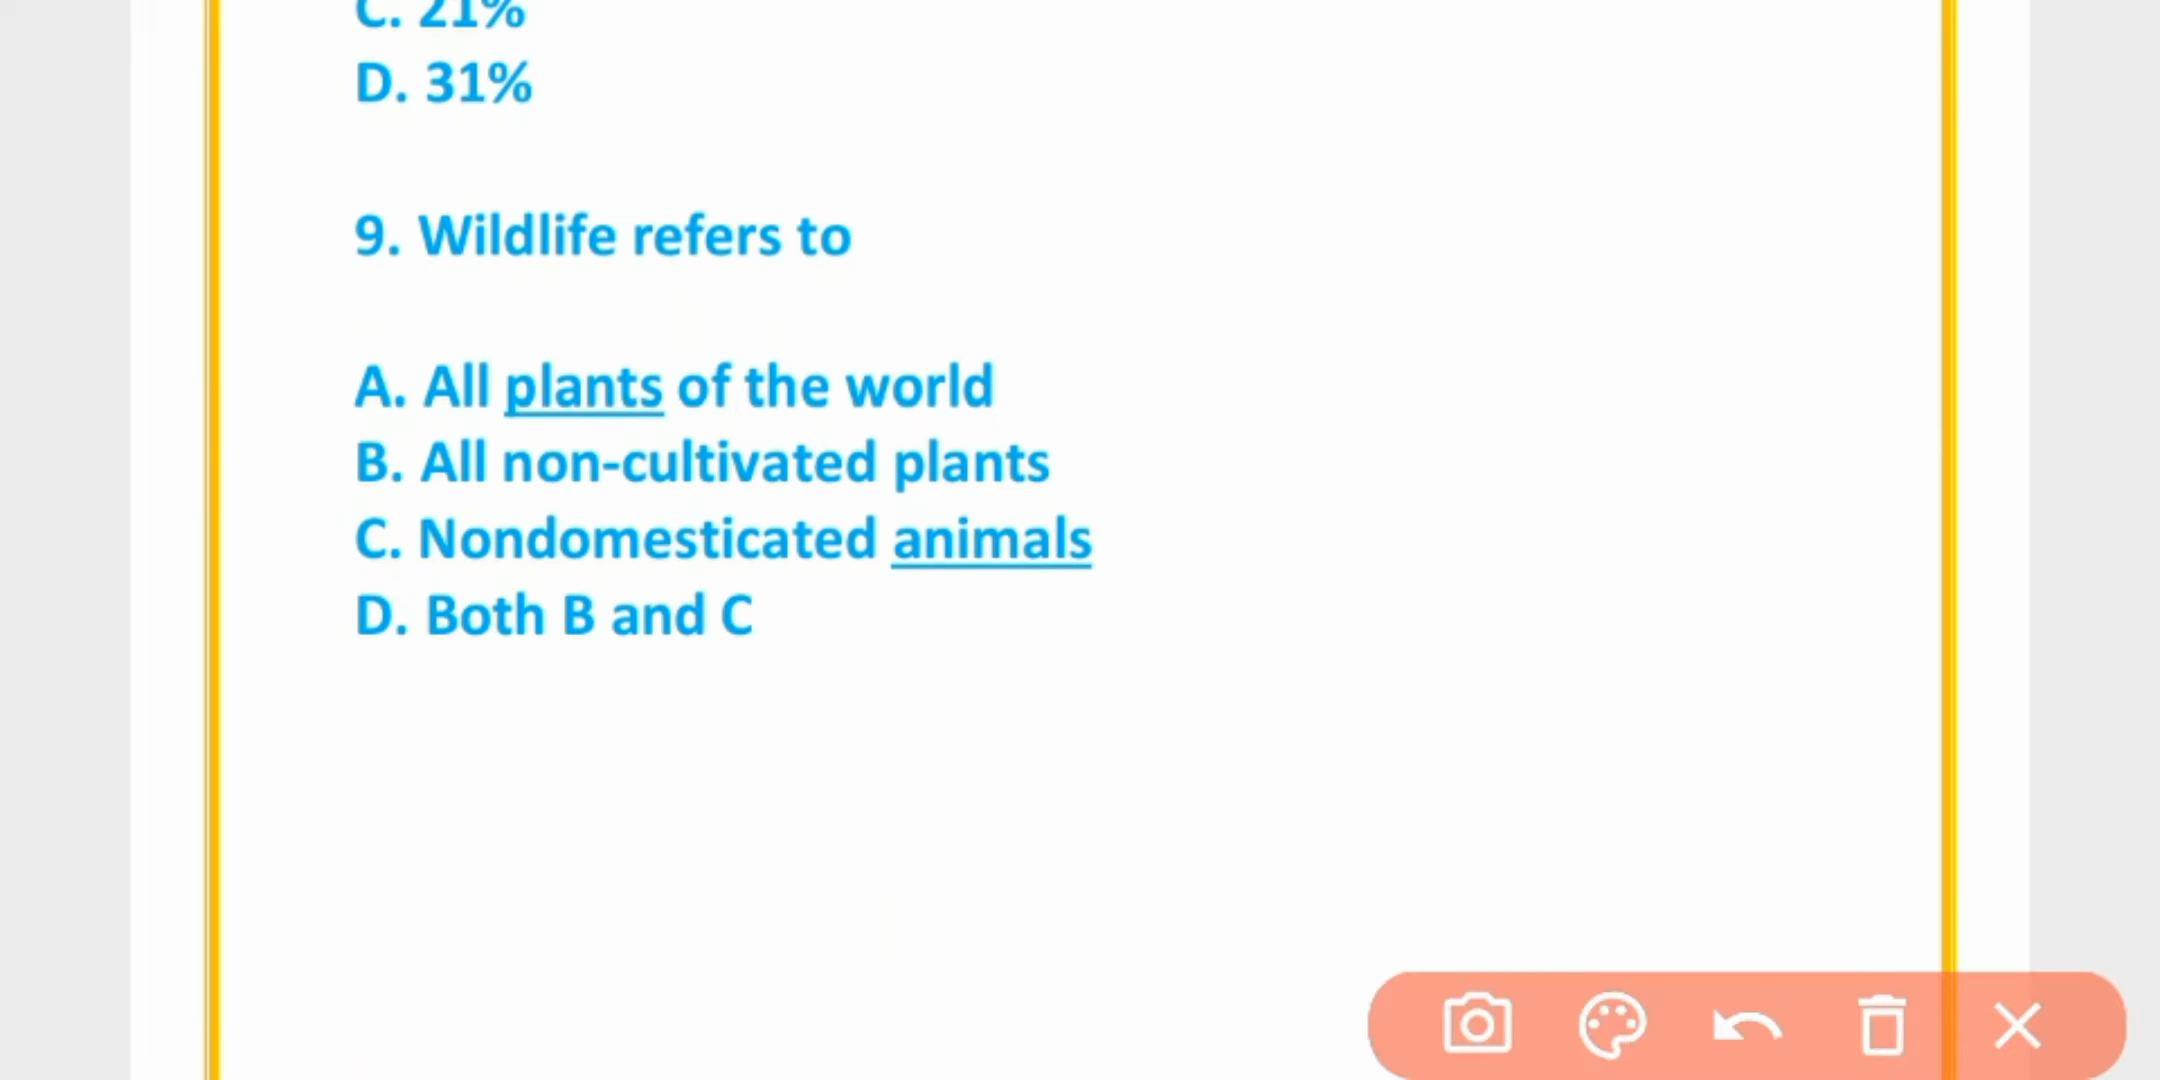 C. 21%
D. 31%
9. Wildlife refers to
A. All plants of the world
B. All non-cultivated plants
C. Nondomesticated animals
D. Both B and C